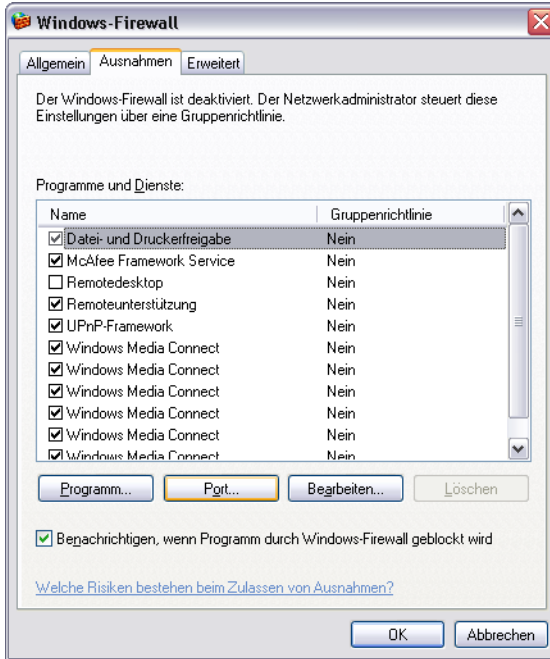 Windows-Firewall
Allgemein Ausnahmen Erweitert
Der Windows-Firewall ist deaktiviert. Der Netzwerkadministrator steuert diese
Einstellungen über eine Gruppenrichtlinie.
Programme und Dienste:
Name Gruppenrichtlinie
Datei- und Druckerfreigabe Nein
McAfee Framework Service Nein
Remotedesktop Nein
Remoteunterstützung Nein
UPnP-Framework Nein
Windows Media Connect Nein
Windows Media Connect Nein
Windows Media Connect Nein
Windows Media Connect Nein
Windows Media Connect Nein
Windows Media Connect Nein
Programm... Port... Bearbeiten... Löschen
Benachrichtigen, wenn Programm durch Windows-Firewall geblockt wird
Welche Risiken bestehen beim Zulassen von Ausnahmen?
OK Abbrechen